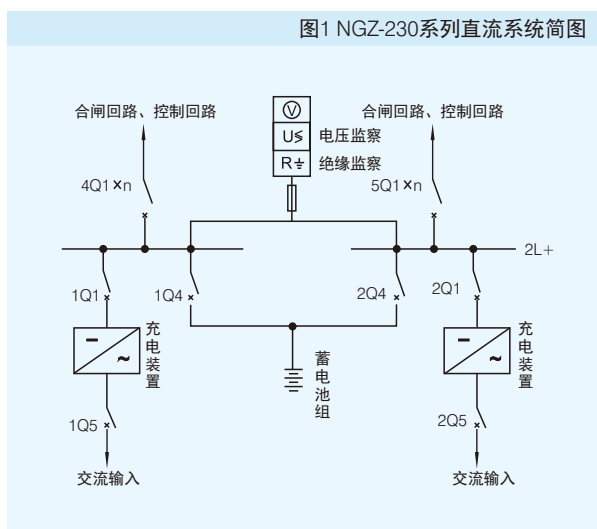 图1 NGZ-230系列直流系统简图
合闸回路、控制回路
合闸回路、控制回路
V
U≶
电压监察
R⏚
绝缘监察
4Q1×n
5Q1×n
2L+
1Q1
1Q4
2Q4
2Q1
充电装置
蓄电池组
充电装置
1Q5
2Q5
交流输入
交流输入